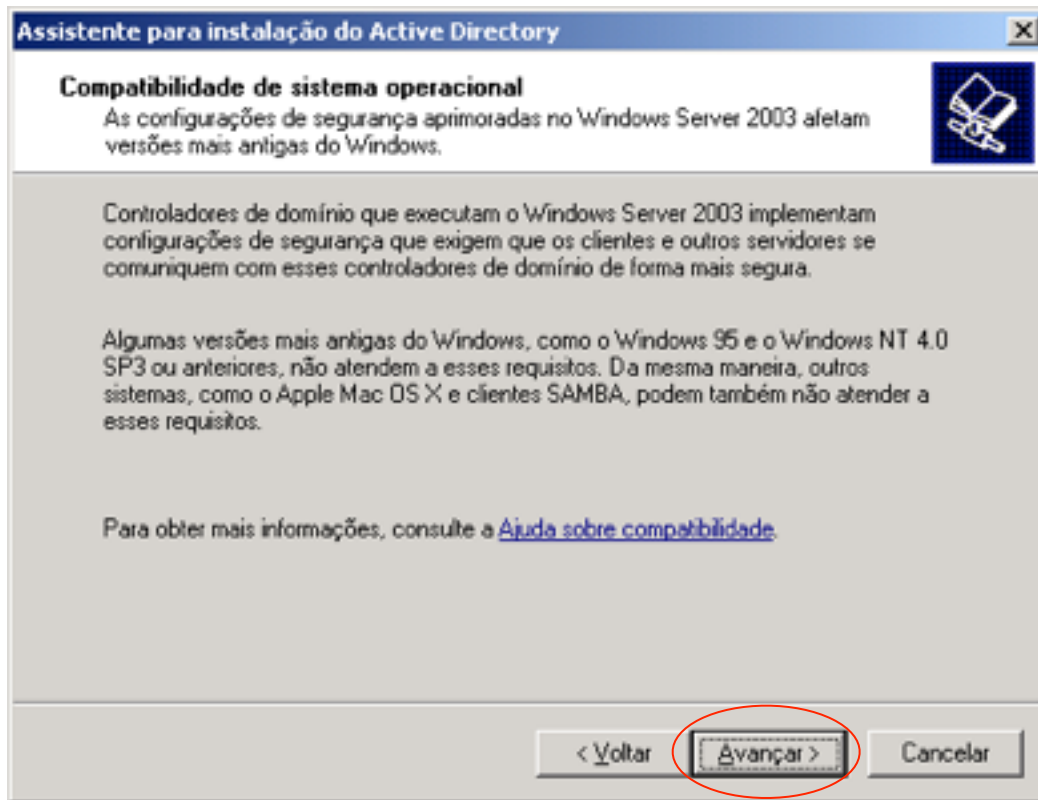 Assistente para instalação do Active Directory
Compatibilidade de sistema operacional
As configurações de segurança aprimoradas no Windows Server 2003 afetam
versões mais antigas do Windows.
Controladores de domínio que executam o Windows Server 2003 implementam
configurações de segurança que exigem que os clientes e outros servidores se
comuniquem com esses controladores de domínio de forma mais segura.
Algumas versões mais antigas do Windows, como o Windows 95 e o Windows NT 4.0
SP3 ou anteriores, não atendem a esses requisitos. Da mesma maneira, outros
sistemas, como o Apple Mac OS X e clientes SAMBA, podem também não atender a
esses requisitos.
Para obter mais informações, consulte a Ajuda sobre compatibilidade.
< Voltar Avançar > Cancelar